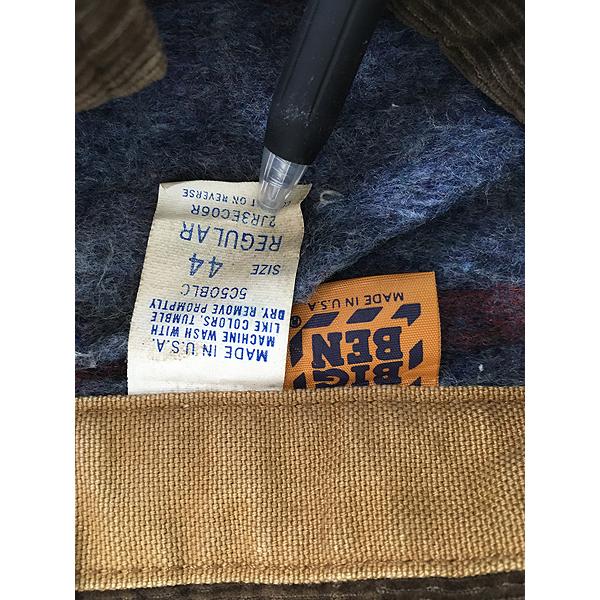 MADE IN U.S.A.
MACHINE WASH WITH
LIKE COLORS. TUMBLE
DRY. REMOVE PROMPTLY
5C50BLC
SIZE 44
REGULAR
2JR3EC06R
ON REVERSE
BIG
BEN
®
MADE IN U.S.A.